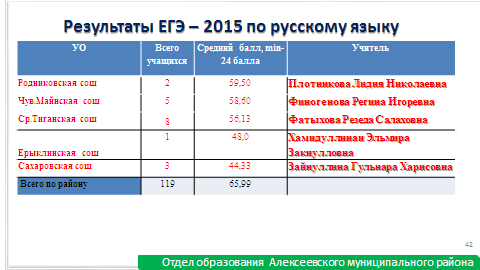 Результаты ЕГЭ – 2015 по русскому языку
УО Всего учащихся Средний балл, min-24 балла Учитель
Родниковская сош 2 59,50 Плотникова Лидия Николаевна
Чув.Майнская сош 5 58,60 Финогенова Регина Игоревна
Ср.Тиганская сош 8 56,13 Фатыхова Резеда Салаховна
Ерыклинская сош 1 48,0 Хамидуллинан Эльмира Закиулловна
Сахаровская сош 3 44,33 Зайнуллина Гульнара Харисовна
Всего по району 119 65,99
42
Отдел образования Алексеевского муниципального района